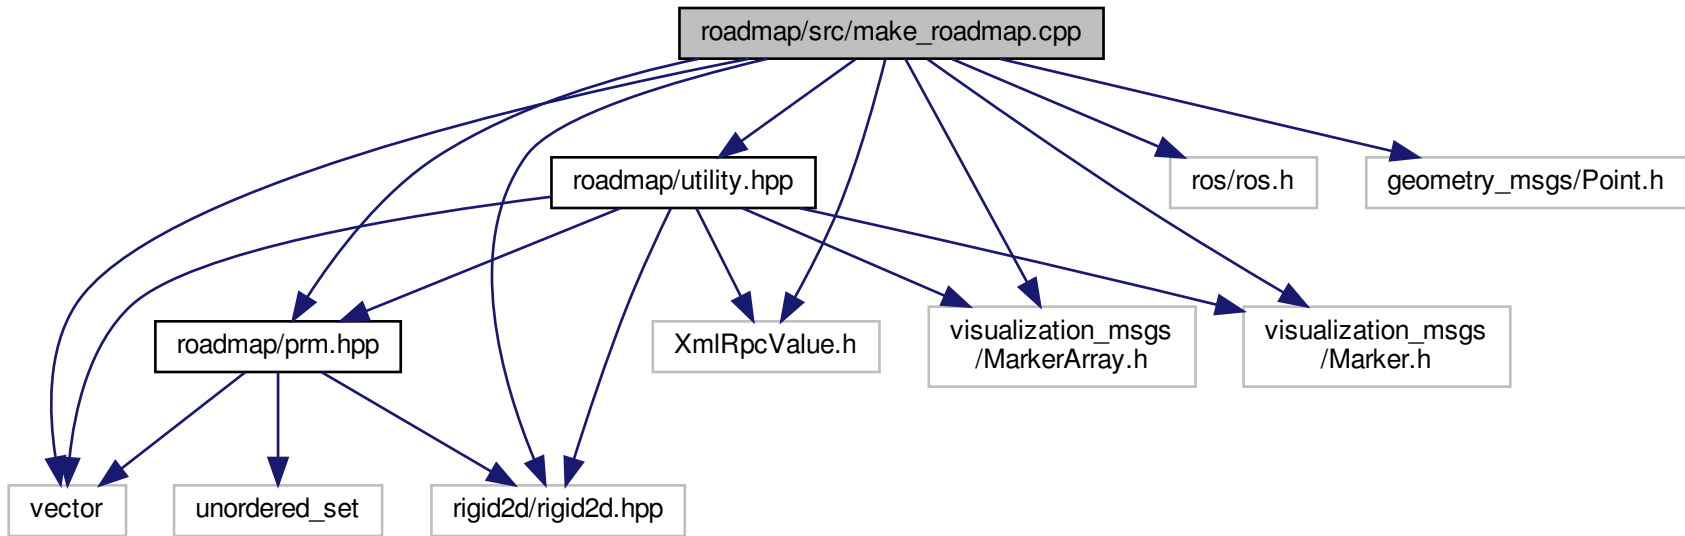 roadmap/src/make_roadmap.cpp
roadmap/utility.hpp
ros/ros.h
geometry_msgs/Point.h
roadmap/prm.hpp
XmlRpcValue.h
visualization_msgs
/MarkerArray.h
visualization_msgs
/Marker.h
vector
unordered_set
rigid2d/rigid2d.hpp